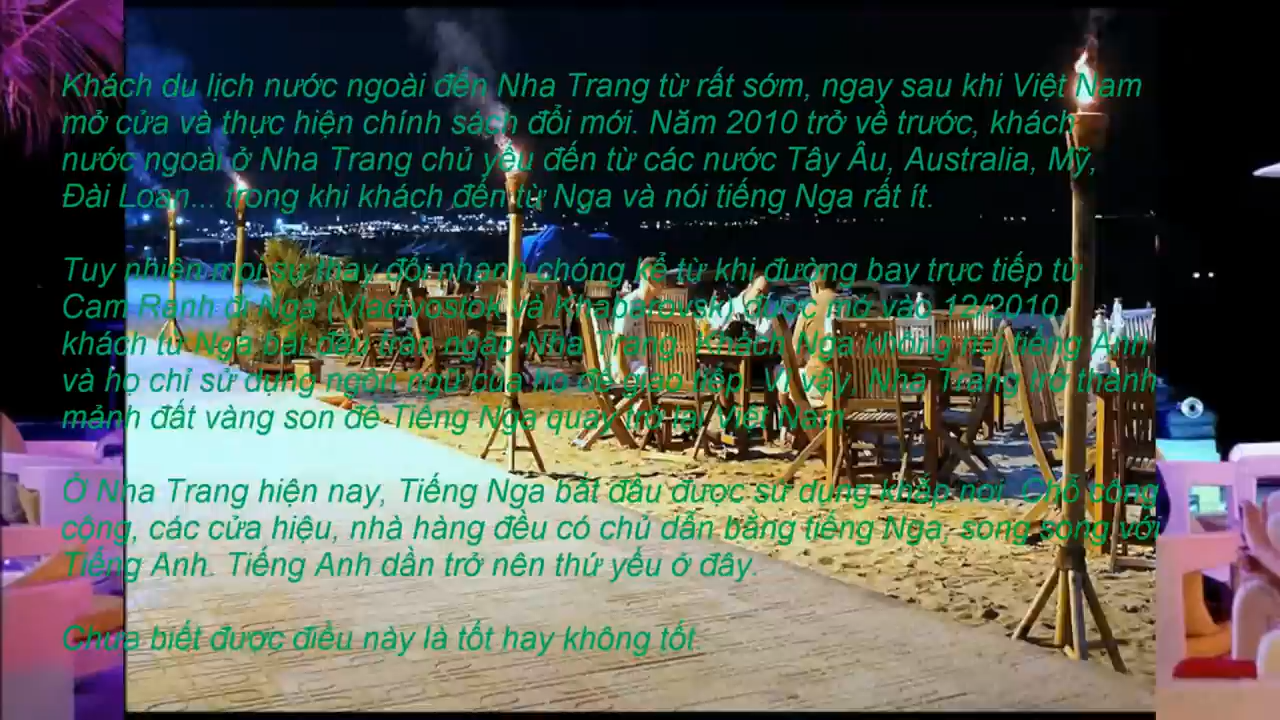 Khách du lịch nước ngoài đến Nha Trang từ rất sớm, ngay sau khi Việt Nam
mở cửa và thực hiện chính sách đổi mới. Năm 2010 trở về trước, khách
nước ngoài ở Nha Trang chủ yếu đến từ các nước Tây Âu, Australia, Mỹ,
Đài Loan... trong khi khách đến từ Nga và nói tiếng Nga rất ít.
Tuy nhiên mọi sự thay đổi nhanh chóng kể từ khi đường bay trực tiếp từ
Cam Ranh đi Nga (Vladivostok và Khabarovsk) được mở vào 12/2010,
khách từ Nga bắt đầu tràn ngập Nha Trang. Khách Nga không nói tiếng Anh
và họ chỉ sử dụng ngôn ngữ của họ để giao tiếp. Vì vậy, Nha Trang trở thành
mảnh đất vàng son để Tiếng Nga quay trở lại Việt Nam.
Ở Nha Trang hiện nay, Tiếng Nga bắt đầu được sử dụng khắp nơi. Chỗ công
cộng, các cửa hiệu, nhà hàng đều có chủ dẫn bằng tiếng Nga, song song với
Tiếng Anh. Tiếng Anh dần trở nên thứ yếu ở đây.
Chưa biết được điều này là tốt hay không tốt.